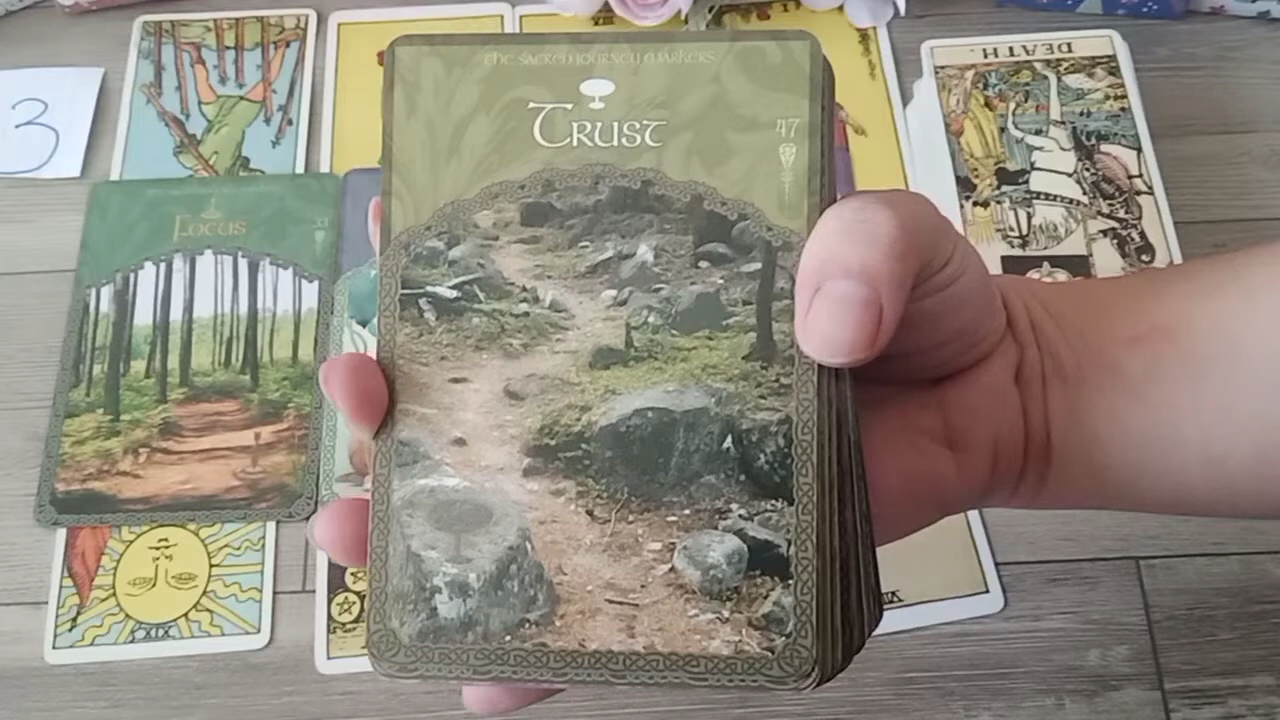 3
THE SACRED JOURNEY MARKERS
TRUST
47
DEATH.
FOCUS
XIX